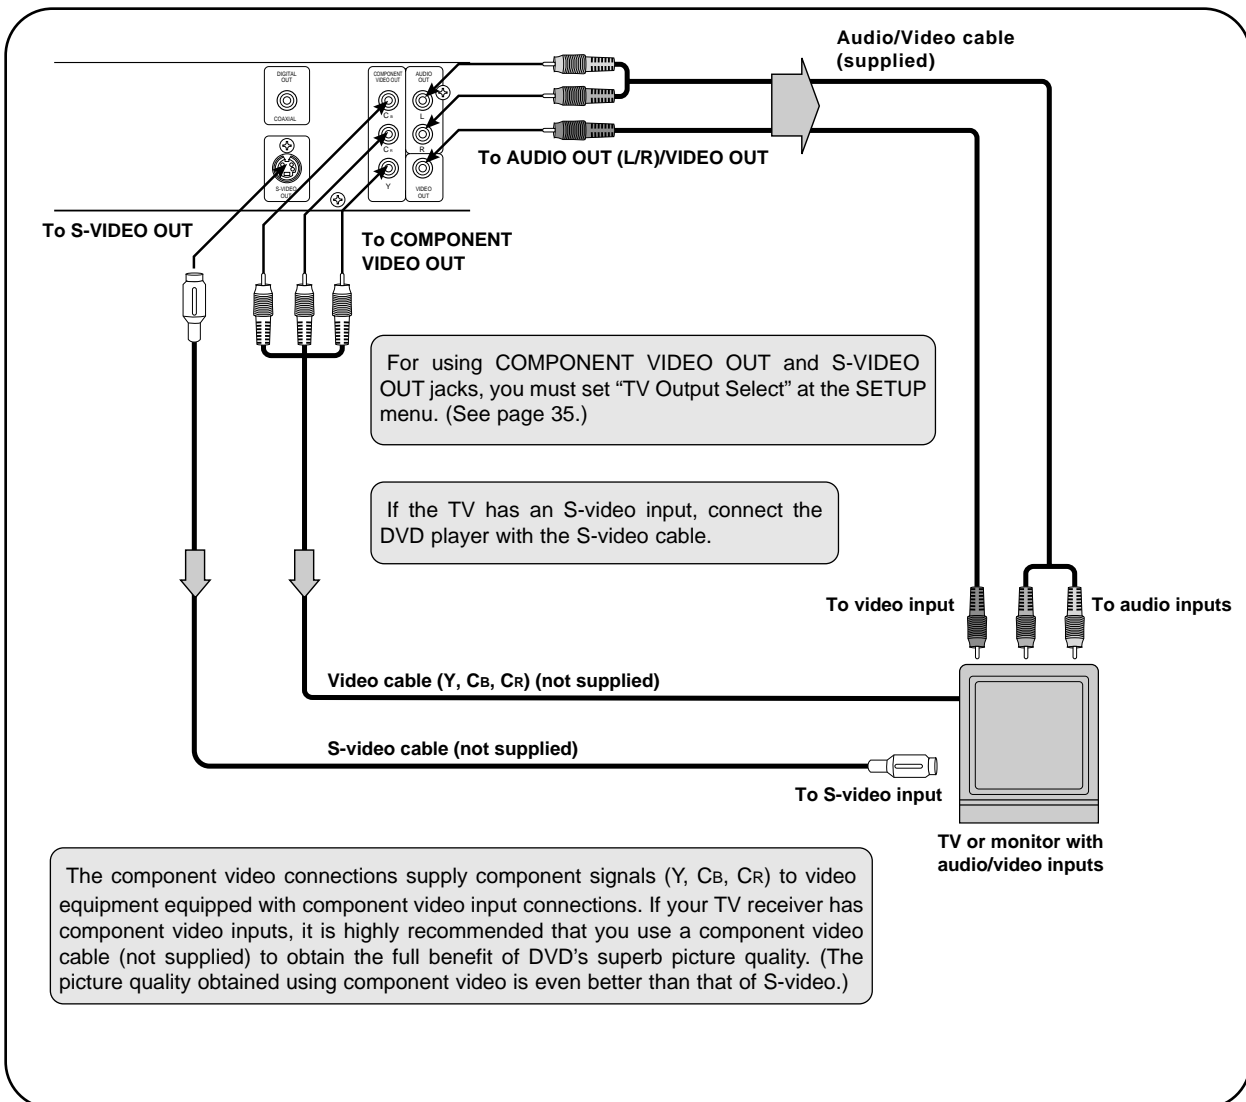 Audio/Video cable
(supplied)
DIGITAL
OUT
COAXIAL
COMPONENT
VIDEO OUT
AUDIO
OUT
CR
L
CR
R
Y
VIDEO
OUT
S-VIDEO
OUT
To AUDIO OUT (L/R)/VIDEO OUT
To S-VIDEO OUT
To COMPONENT
VIDEO OUT
For using COMPONENT VIDEO OUT and S-VIDEO
OUT jacks, you must set “TV Output Select” at the SETUP
menu. (See page 35.)
If the TV has an S-video input, connect the
DVD player with the S-video cable.
To video input
To audio inputs
Video cable (Y, CB, CR) (not supplied)
S-video cable (not supplied)
To S-video input
TV or monitor with
audio/video inputs
The component video connections supply component signals (Y, CB, CR) to video
equipment equipped with component video input connections. If your TV receiver has
component video inputs, it is highly recommended that you use a component video
cable (not supplied) to obtain the full benefit of DVD’s superb picture quality. (The
picture quality obtained using component video is even better than that of S-video.)